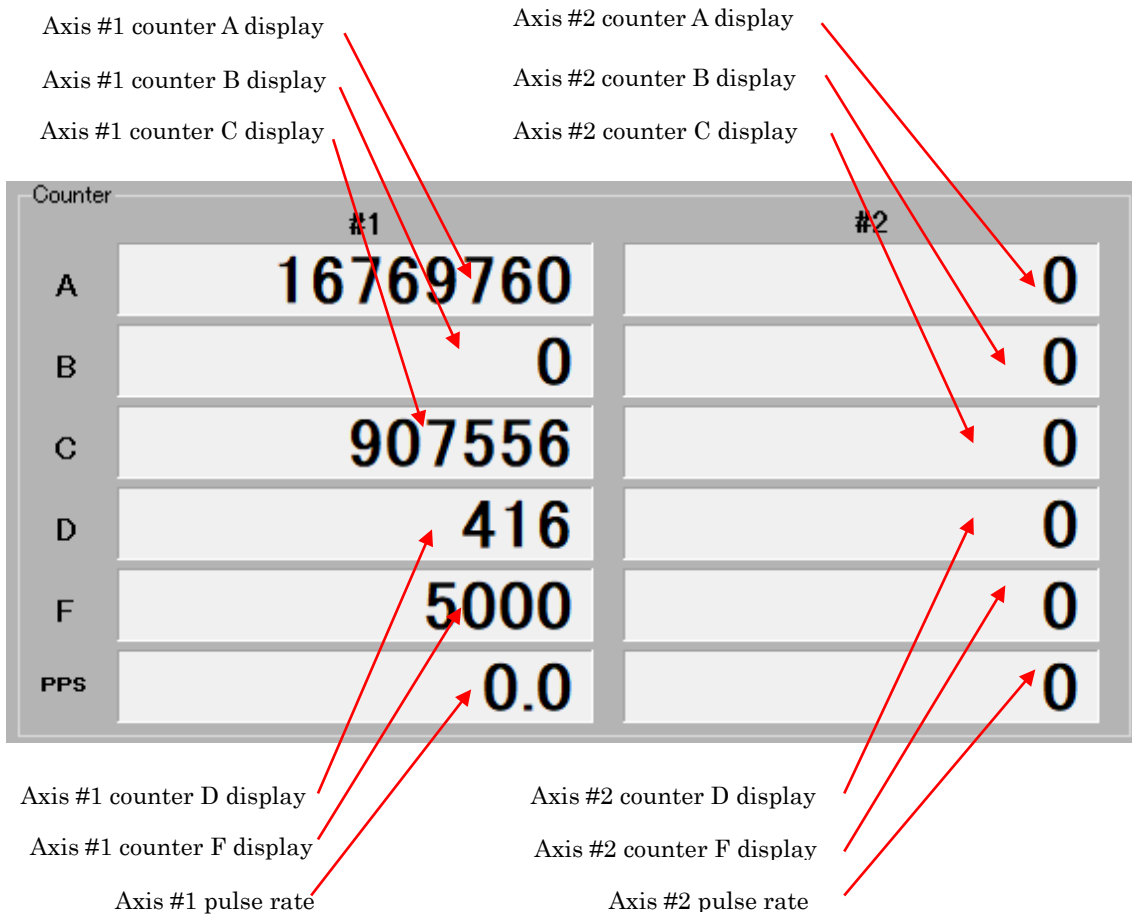 Axis #1 counter A display
Axis #2 counter A display
Axis #1 counter B display
Axis #2 counter B display
Axis #1 counter C display
Axis #2 counter C display
Counter
#1 #2
A 16769760 0
B 0 0
C 907556 0
D 416 0
F 5000 0
PPS 0.0 0
Axis #1 counter D display
Axis #2 counter D display
Axis #1 counter F display
Axis #2 counter F display
Axis #1 pulse rate
Axis #2 pulse rate